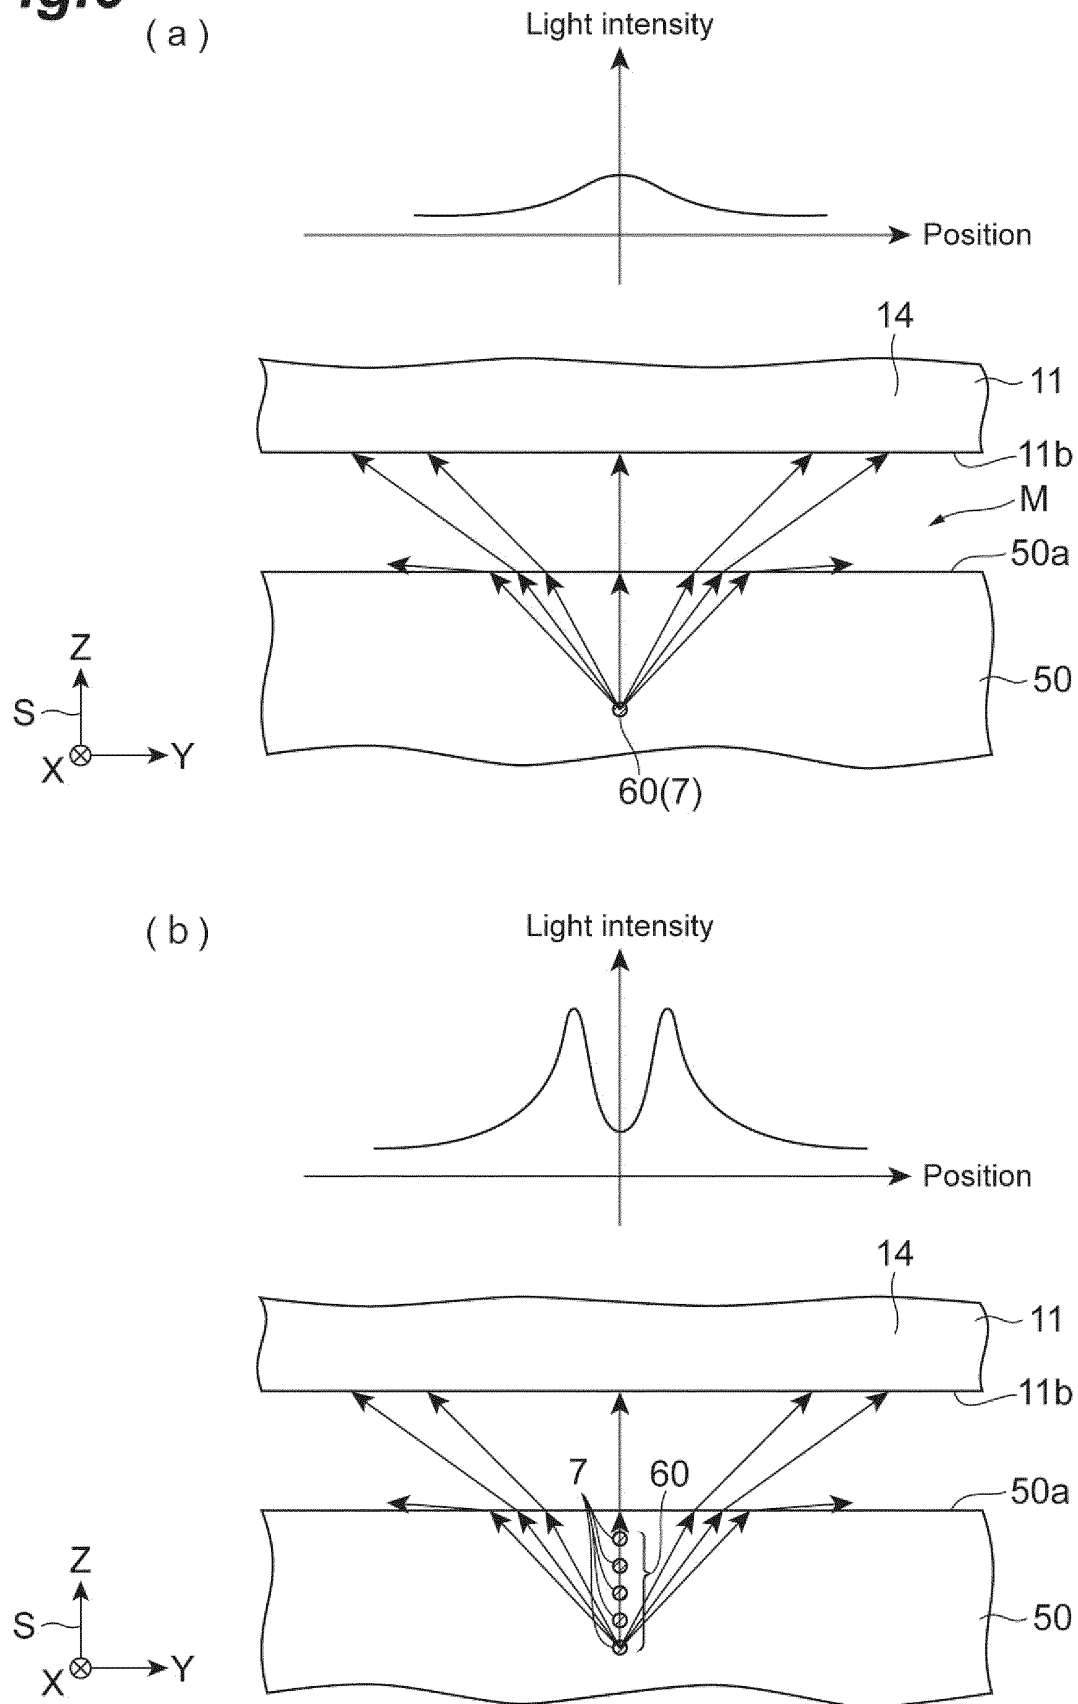 ( a )
Light intensity
Position
14
11
11b
M
50a
Z
S
50
X
Y
60(7)
( b )
Light intensity
Position
14
11
11b
7
60
50a
Z
S
50
X
Y